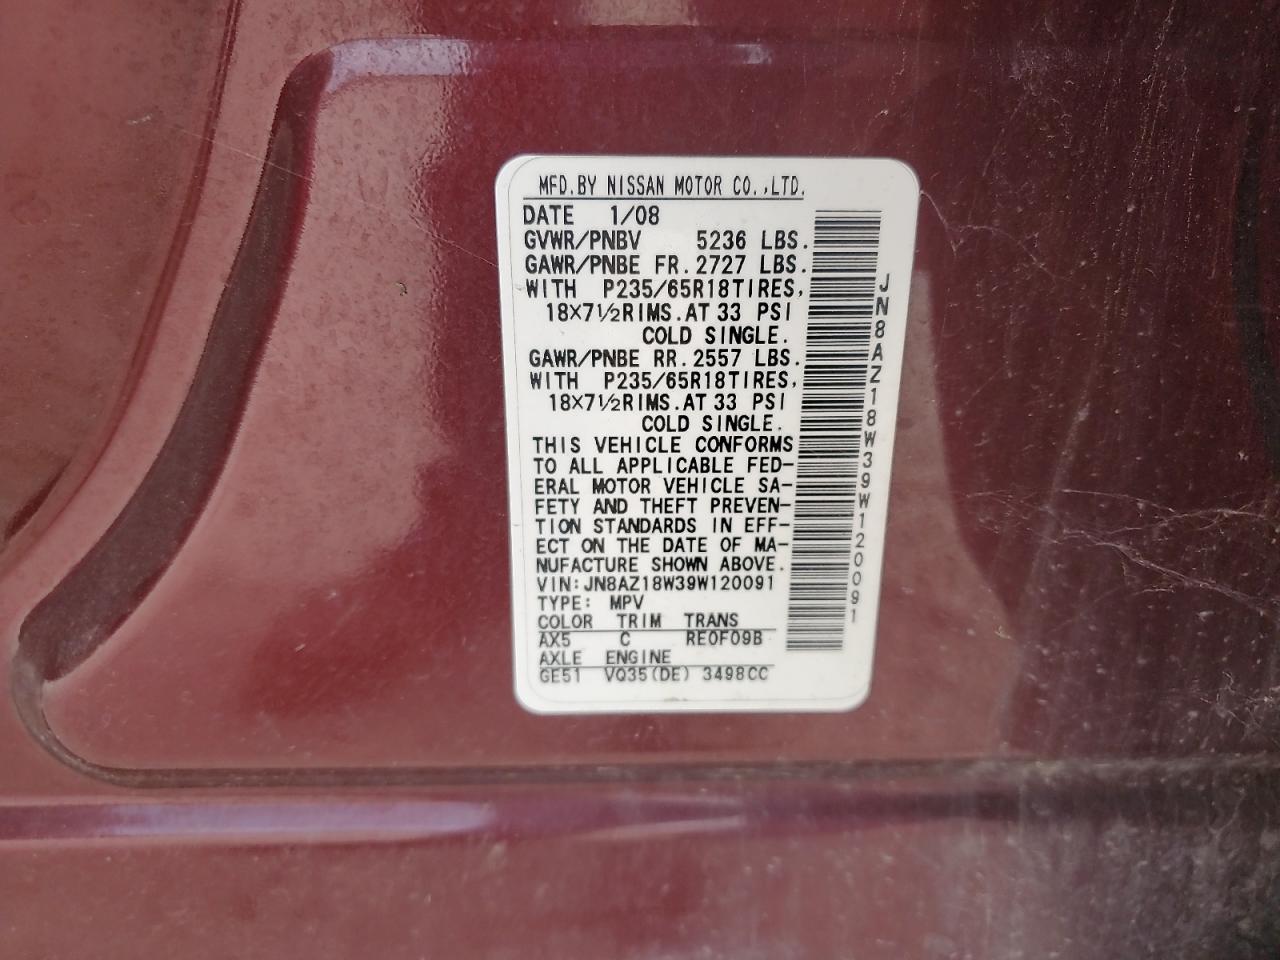 MFD.BY NISSAN MOTOR CO.,LTD.
DATE 1/08
GVWR/PNBV 5236 LBS.
GAWR/PNBE FR.2727 LBS.
WITH P235/65R18TIRES,
18×7½RIMS.AT 33 PSI
COLD SINGLE.
GAWR/PNBE RR.2557 LBS.
WITH P235/65R18TIRES,
18×7½RIMS.AT 33 PSI
COLD SINGLE.
THIS VEHICLE CONFORMS
TO ALL APPLICABLE FED-
ERAL MOTOR VEHICLE SA-
FETY AND THEFT PREVEN-
TION STANDARDS IN EFF-
ECT ON THE DATE OF MA-
NUFACTURE SHOWN ABOVE.
VIN:JN8AZ18W39W120091
TYPE: MPV
COLOR TRIM TRANS
AX5 C RE0F09B
AXLE ENGINE
GE51 VQ35(DE) 3498CC
JN8AZ18W39W120091